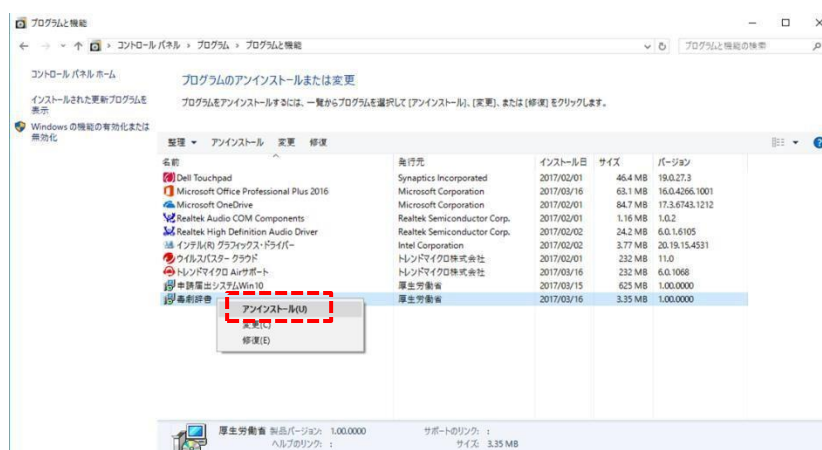 プログラムと機能
コントロール パネル › プログラム › プログラムと機能
プログラムと機能の検索
コントロール パネル ホーム
インストールされた更新プログラムを
表示
Windows の機能の有効化または
無効化
プログラムのアンインストールまたは変更
プログラムをアンインストールするには、一覧からプログラムを選択して [アンインストール]、[変更]、または [修復] をクリックします。
整理 アンインストール 変更 修復
名前 発行元 インストール日 サイズ バージョン
Dell Touchpad Synaptics Incorporated 2017/02/01 46.4 MB 19.0.27.3
Microsoft Office Professional Plus 2016 Microsoft Corporation 2017/03/16 63.1 MB 16.0.4266.1001
Microsoft OneDrive Microsoft Corporation 2017/02/01 84.7 MB 17.3.6743.1212
Realtek Audio COM Components Realtek Semiconductor Corp. 2017/02/01 1.16 MB 1.0.2
Realtek High Definition Audio Driver Realtek Semiconductor Corp. 2017/02/02 24.2 MB 6.0.1.6105
インテル(R) グラフィックス・ドライバー Intel Corporation 2017/02/02 3.77 MB 20.19.15.4531
ウイルスバスター クラウド トレンドマイクロ株式会社 2017/02/01 232 MB 11.0
トレンドマイクロ Airサポート トレンドマイクロ株式会社 2017/03/16 232 MB 6.0.1068
申請届出システムWin10 厚生労働省 2017/03/15 625 MB 1.00.0000
毒劇辞書 厚生労働省 2017/03/16 3.35 MB 1.00.0000
アンインストール(U)
変更(C)
修復(E)
厚生労働省 製品バージョン: 1.00.0000 サポートのリンク: :
ヘルプのリンク: : サイズ: 3.35 MB